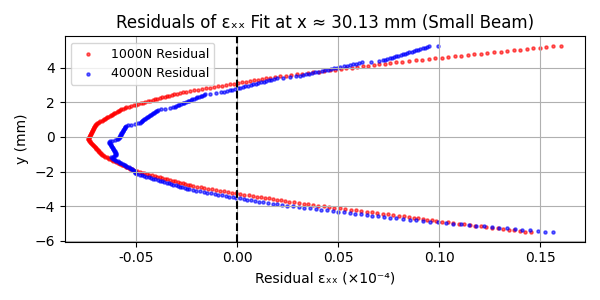 Residuals of εₓₓ Fit at x ≈ 30.13 mm (Small Beam)
1000N Residual
4000N Residual
y (mm)
4
2
0
−2
−4
−6
-0.05
0.00
0.05
0.10
0.15
Residual εₓₓ (×10⁻⁴)